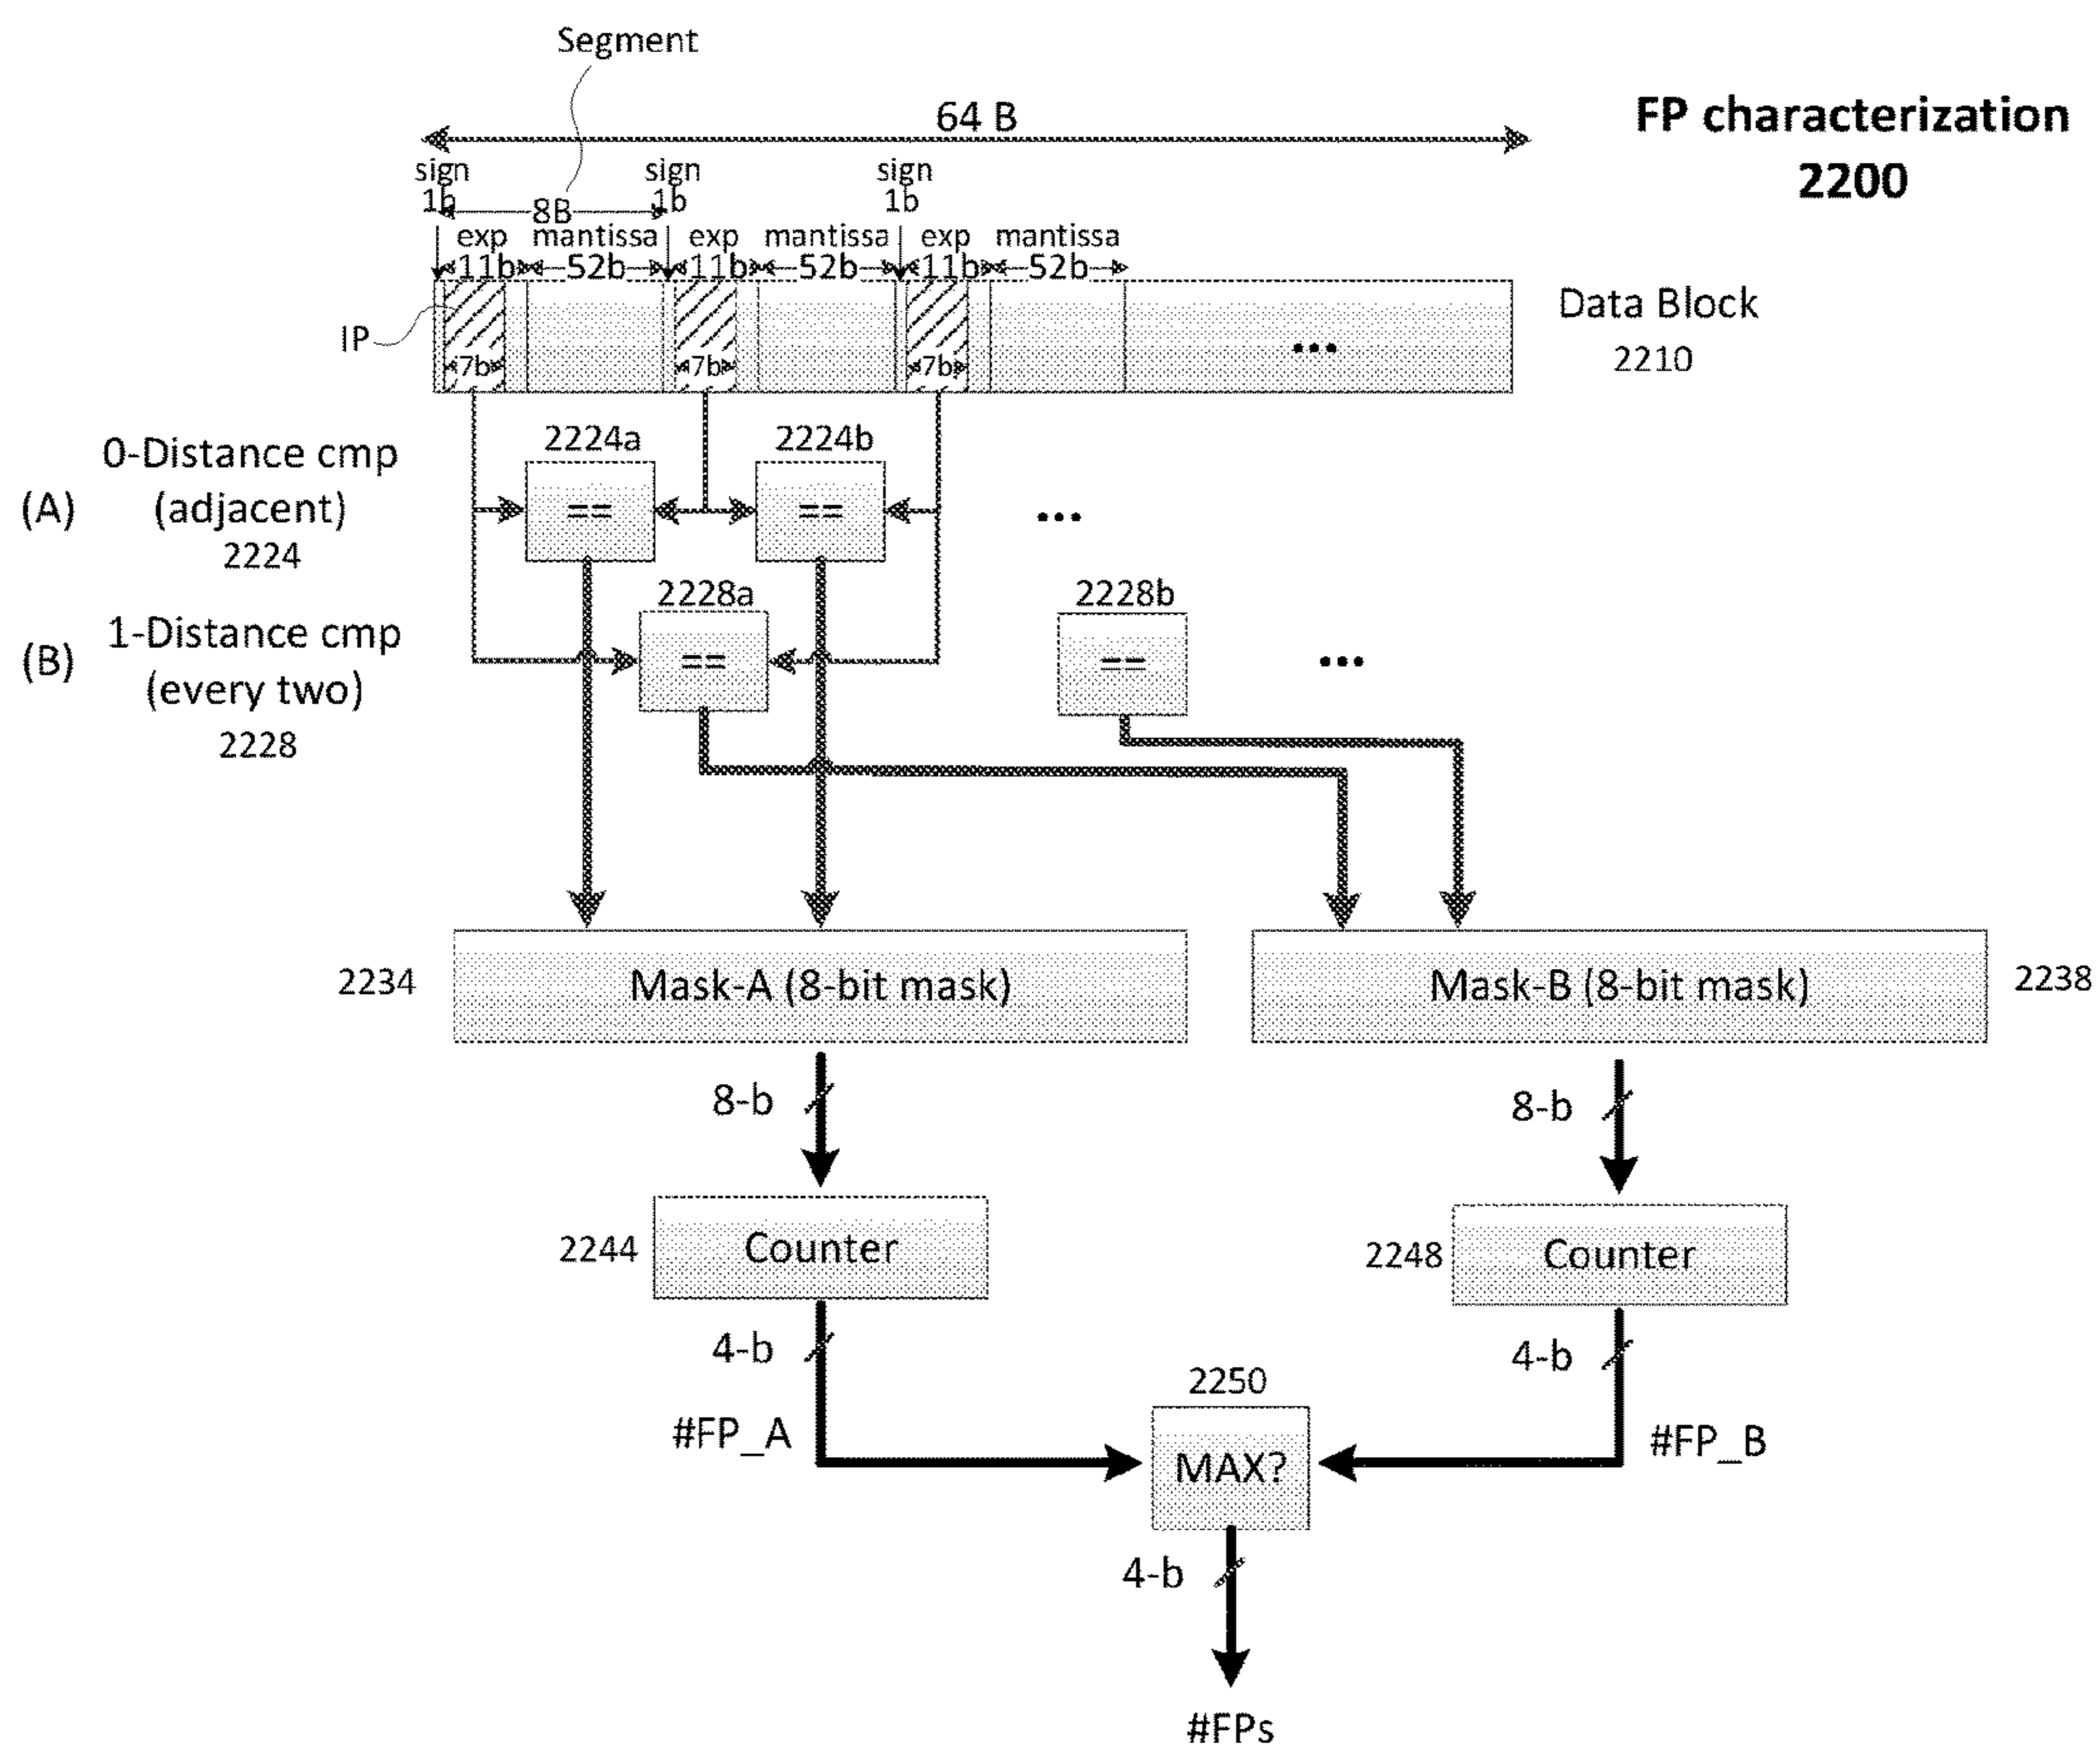 Segment
64 B
FP characterization
2200
sign
1b
sign
1b
sign
1b
8B
exp mantissa exp mantissa exp mantissa
11b 52b 11b 52b 11b 52b
IP
7b 7b 7b
...
Data Block
2210
(A)
0-Distance cmp
(adjacent)
2224
2224a
==
2224b
==
...
(B)
1-Distance cmp
(every two)
2228
2228a
==
2228b
==
...
2234
Mask-A (8-bit mask)
Mask-B (8-bit mask)
2238
8-b
8-b
2244
Counter
2248
Counter
4-b
4-b
#FP_A
2250
MAX?
#FP_B
4-b
#FPs